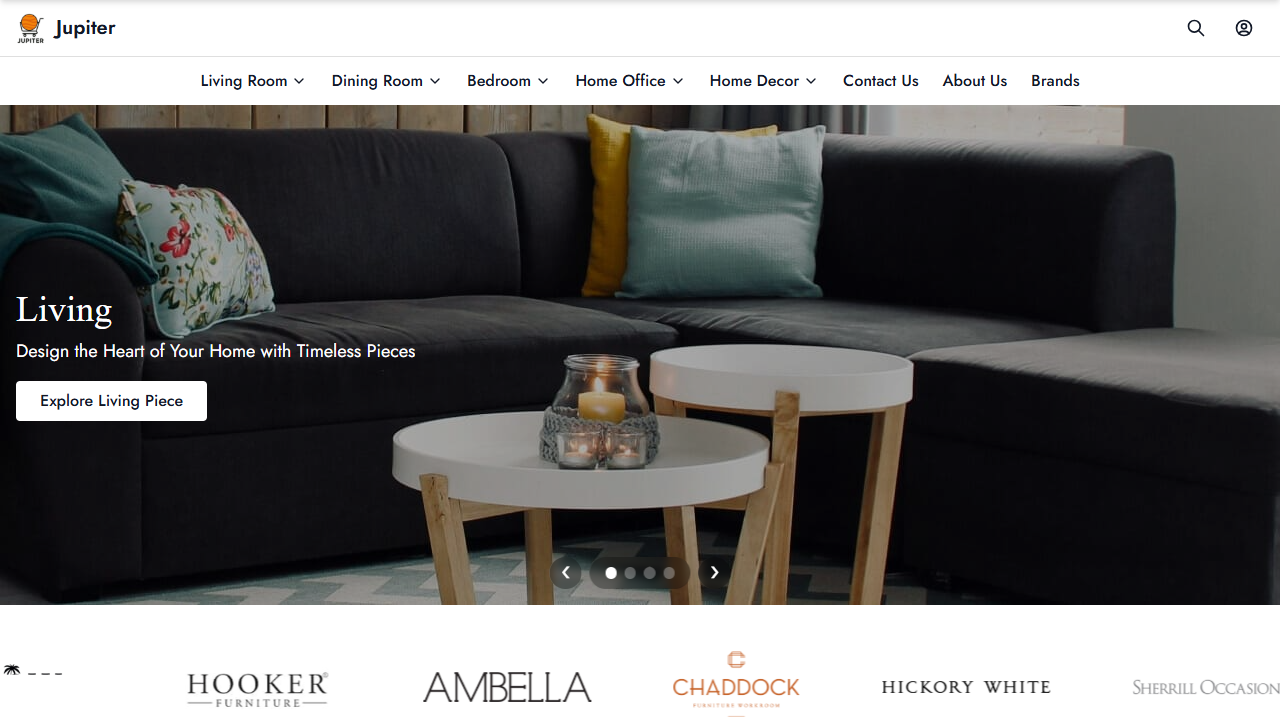 JUPITER
Jupiter
Living Room
Dining Room
Bedroom
Home Office
Home Decor
Contact Us
About Us
Brands
Living
Design the Heart of Your Home with Timeless Pieces
Explore Living Piece
HOOKER
FURNITURE
AMBELLA
CHADDOCK
FURNITURE WORKROOM
HICKORY WHITE
SHERRILL OCCASION